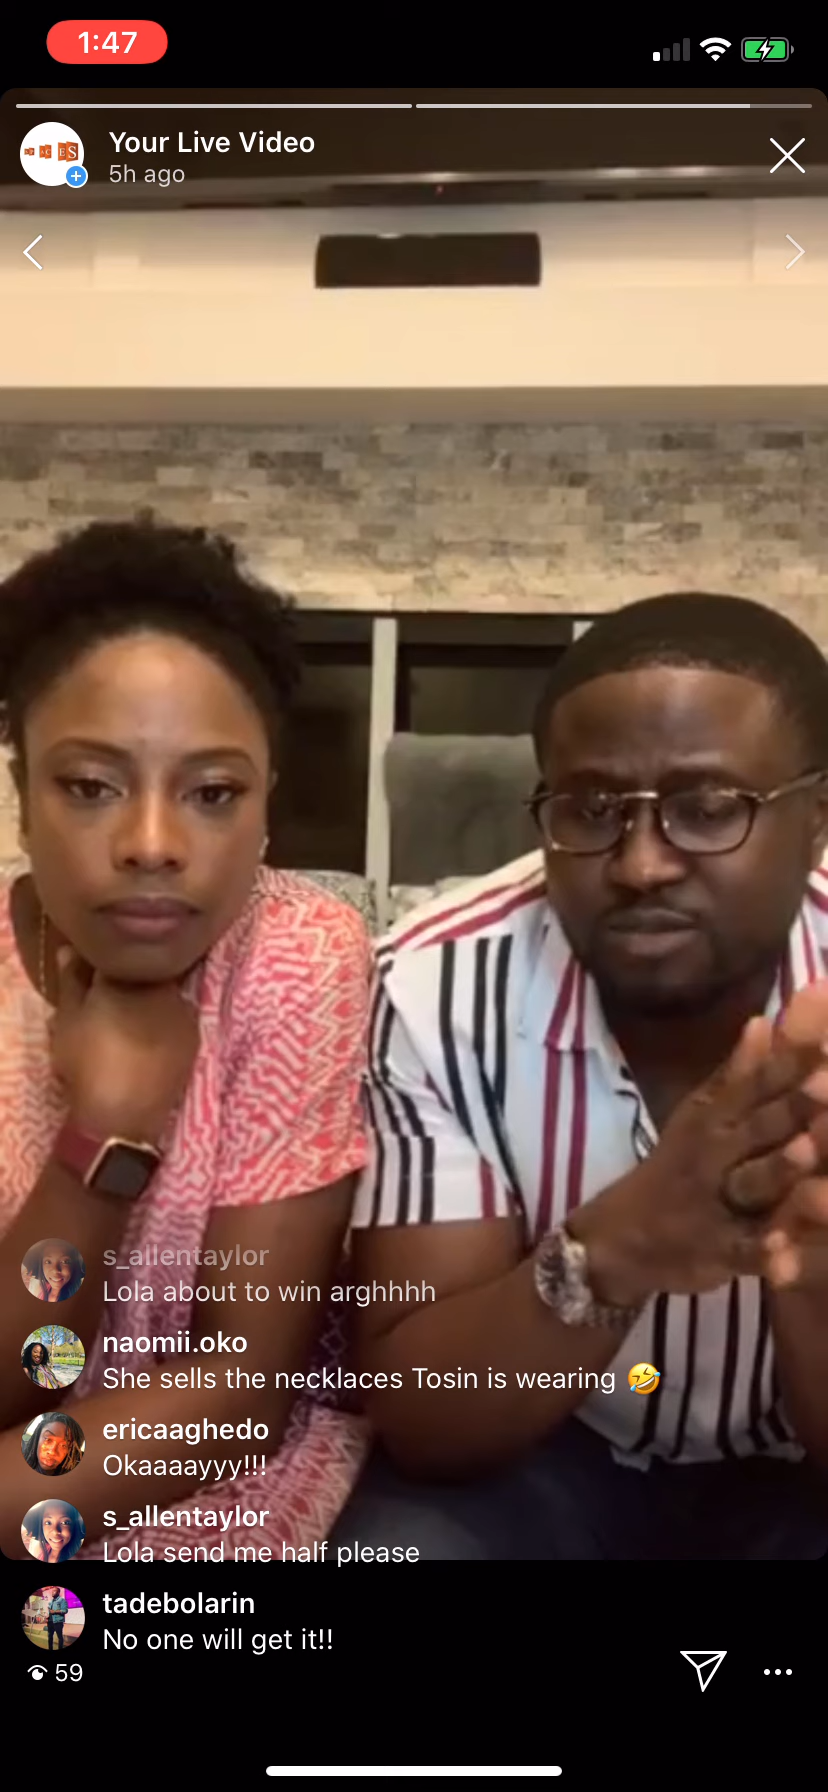 1:47
Your Live Video
5h ago
s_allentaylor
Lola about to win arghhhh
naomii.oko
She sells the necklaces Tosin is wearing 🤣
ericaaghedo
Okaaaayyy!!!
s_allentaylor
Lola send me half please
tadebolarin
No one will get it!!
59